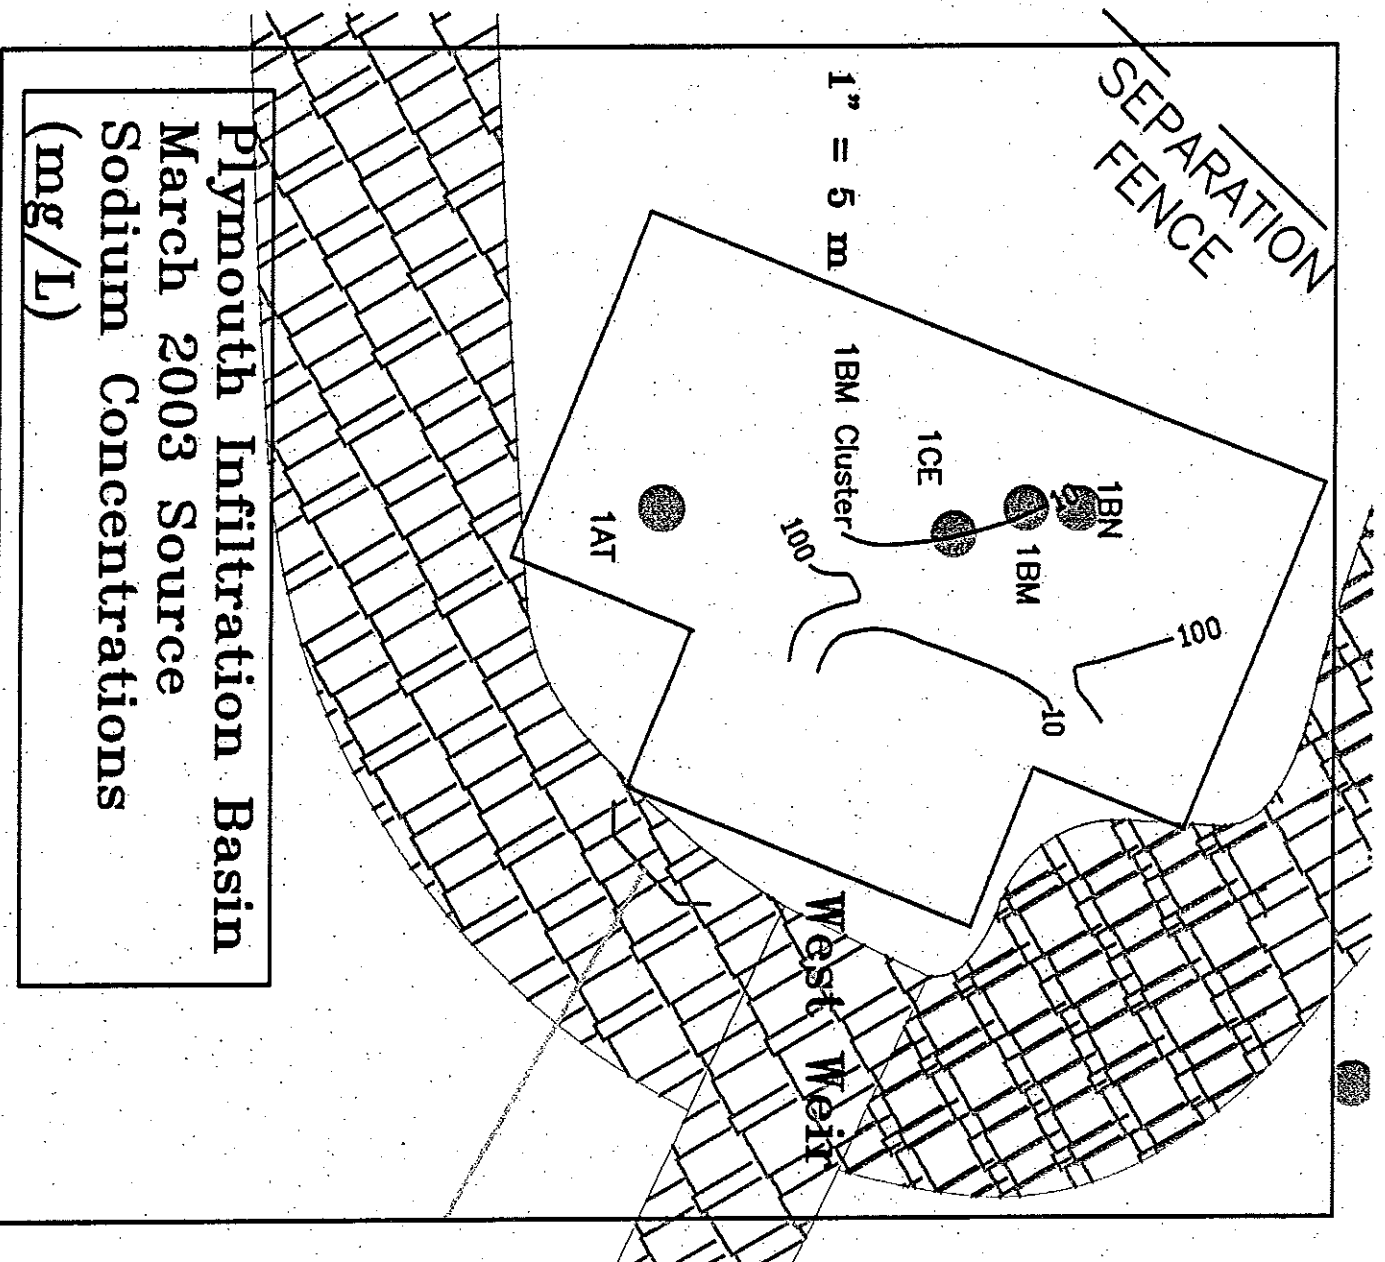 SEPARATION
FENCE
1" = 5 m
1BN
1BM
1CE
1BM Cluster
1AT
100
100
10
West Weir
Plymouth Infiltration Basin
March 2003 Source
Sodium Concentrations
(mg/L)